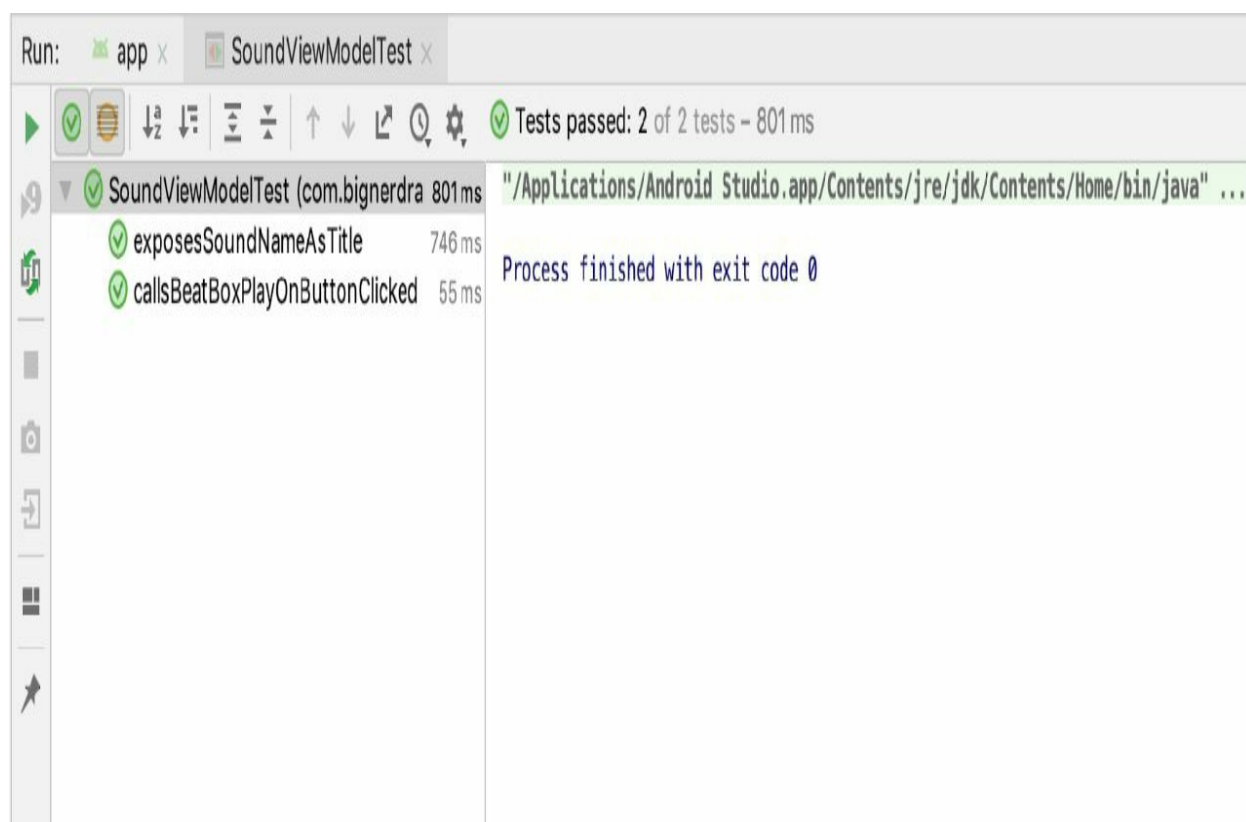 Run: app × SoundViewModelTest ×
Tests passed: 2 of 2 tests – 801 ms
SoundViewModelTest (com.bignerdra 801 ms
exposesSoundNameAsTitle 746 ms
callsBeatBoxPlayOnButtonClicked 55 ms
"/Applications/Android Studio.app/Contents/jre/jdk/Contents/Home/bin/java" ...
Process finished with exit code 0